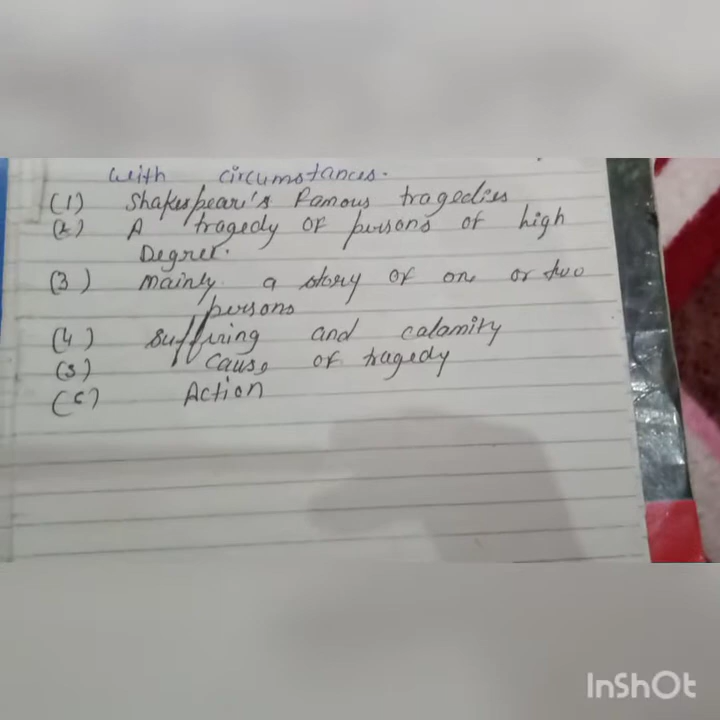 with circumstances.
(1) Shakespear's Famous tragedies
(2) A tragedy of persons of high
Degree.
(3) mainly a story of one or two
persons
(4) suffiring and calamity
(5) Cause of tragedy
(6) Action
InShOt